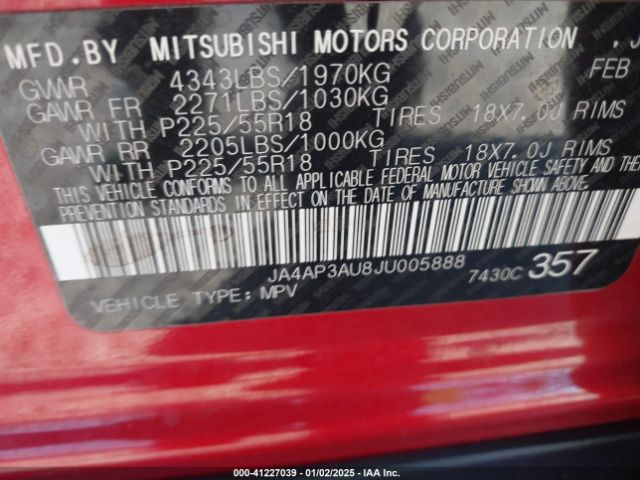 MFD.BY MITSUBISHI MOTORS CORPORATION , J
GVWR 4343LBS/1970KG FEB
GAWR FR 2271LBS/1030KG
WITH P225/55R18 TIRES 18X7.0J RIMS
GAWR RR 2205LBS/1000KG
WITH P225/55R18 TIRES 18X7.0J RIMS
THIS VEHICLE CONFORMS TO ALL APPLICABLE FEDERAL MOTOR VEHICLE SAFETY AND THE
PREVENTION STANDARDS IN EFFECT ON THE DATE OF MANUFACTURE SHOWN ABOVE.
JA4AP3AU8JU005888 7430C 357
VEHICLE TYPE: MPV
000-41227039 | 01/02/2025 - IAA Inc.